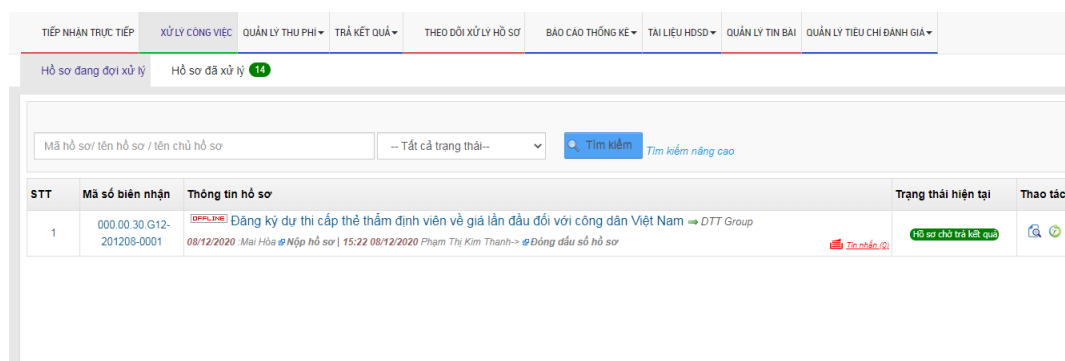 TIẾP NHẬN TRỰC TIẾP XỬ LÝ CÔNG VIỆC QUẢN LÝ THU PHÍ TRẢ KẾT QUẢ THEO DÕI XỬ LÝ HỒ SƠ BÁO CÁO THỐNG KÊ TÀI LIỆU HDSD QUẢN LÝ TIN BÀI QUẢN LÝ TIÊU CHÍ ĐÁNH GIÁ
Hồ sơ đang đợi xử lý Hồ sơ đã xử lý 14
Mã hồ sơ/ tên hồ sơ / tên chủ hồ sơ -- Tất cả trạng thái-- Tìm kiếm Tìm kiếm nâng cao
STT Mã số biên nhận Thông tin hồ sơ Trạng thái hiện tại Thao tác
1 000.00.30.G12-201208-0001 OFFLINE Đăng ký dự thi cấp thẻ thẩm định viên về giá lần đầu đối với công dân Việt Nam ⇒ DTT Group
08/12/2020 :Mai Hòa Nộp hồ sơ | 15:22 08/12/2020 Phạm Thị Kim Thanh-> Đóng dấu số hồ sơ
Tin nhắn (0)
Hồ sơ chờ trả kết quả